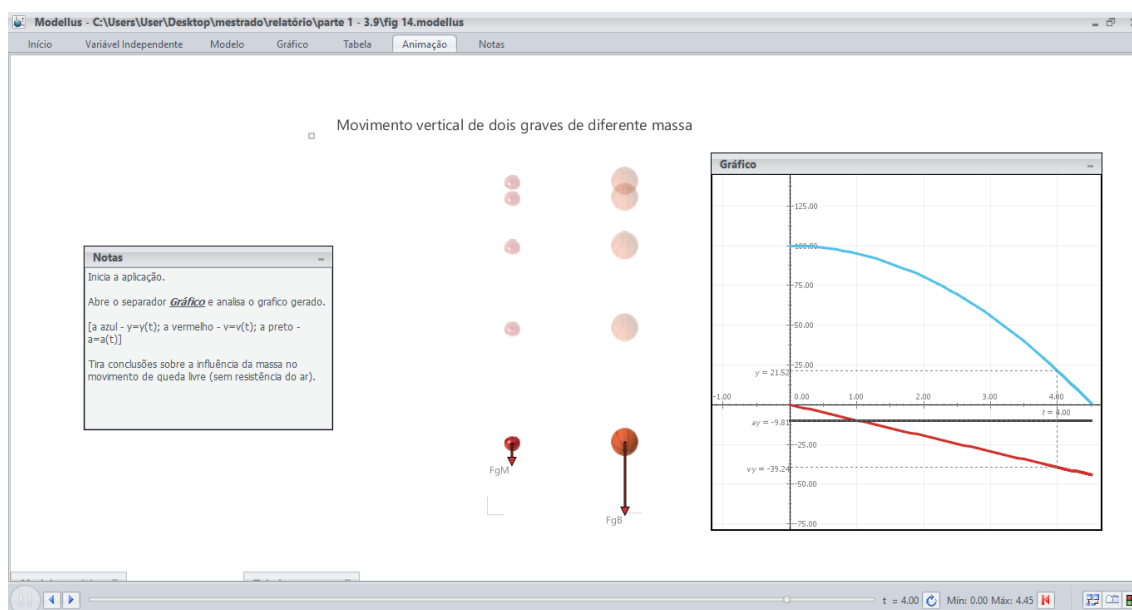 Modellus - C:\Users\User\Desktop\mestrado\relatório\parte 1 - 3.9\fig 14.modellus
Início Variável Independente Modelo Gráfico Tabela Animação Notas
Movimento vertical de dois graves de diferente massa
Notas
Inicia a aplicação.
Abre o separador Gráfico e analisa o grafico gerado.
[a azul - y=y(t); a vermelho - v=v(t); a preto -
a=a(t)]
Tira conclusões sobre a influência da massa no
movimento de queda livre (sem resistência do ar).
FgM
FgB
Gráfico
125.00
100.00
75.00
50.00
25.00
y = 21.52
-1.00 0.00 1.00 2.00 3.00 4.00
t = 4.00
ay = -9.81
-25.00
vy = -39.24
-50.00
-75.00
t = 4.00 Mín: 0.00 Máx: 4.45